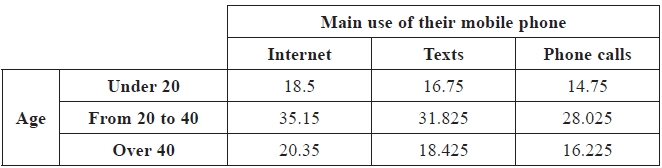 Main use of their mobile phone
Internet Texts Phone calls
Under 20 18.5 16.75 14.75
Age From 20 to 40 35.15 31.825 28.025
Over 40 20.35 18.425 16.225